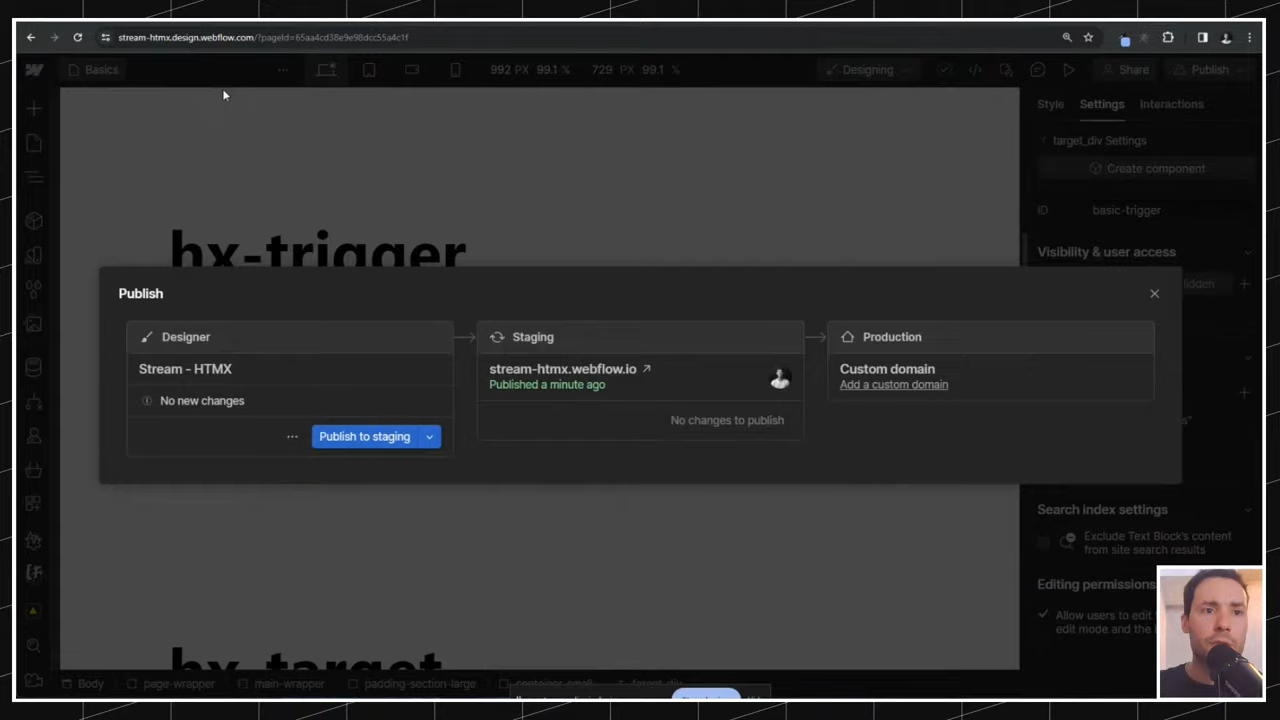 stream-htmx.design.webflow.com/?pageId=65aa4cd38e9e98dcc55a4c1f
Basics
992 PX 99.1 %
729 PX 99.1 %
Designing
Share
Publish
Style
Settings
Interactions
target_div Settings
Create component
ID
basic-trigger
Visibility & user access
hx-trigger
Publish
Designer
Staging
Production
Stream - HTMX
stream-htmx.webflow.io ↗
Custom domain
Published a minute ago
Add a custom domain
No new changes
No changes to publish
Publish to staging
Search index settings
Exclude Text Block's content
from site search results
Editing permissions
Allow users to edit
edit mode and the
hx-target
Body
page-wrapper
main-wrapper
padding-section-large